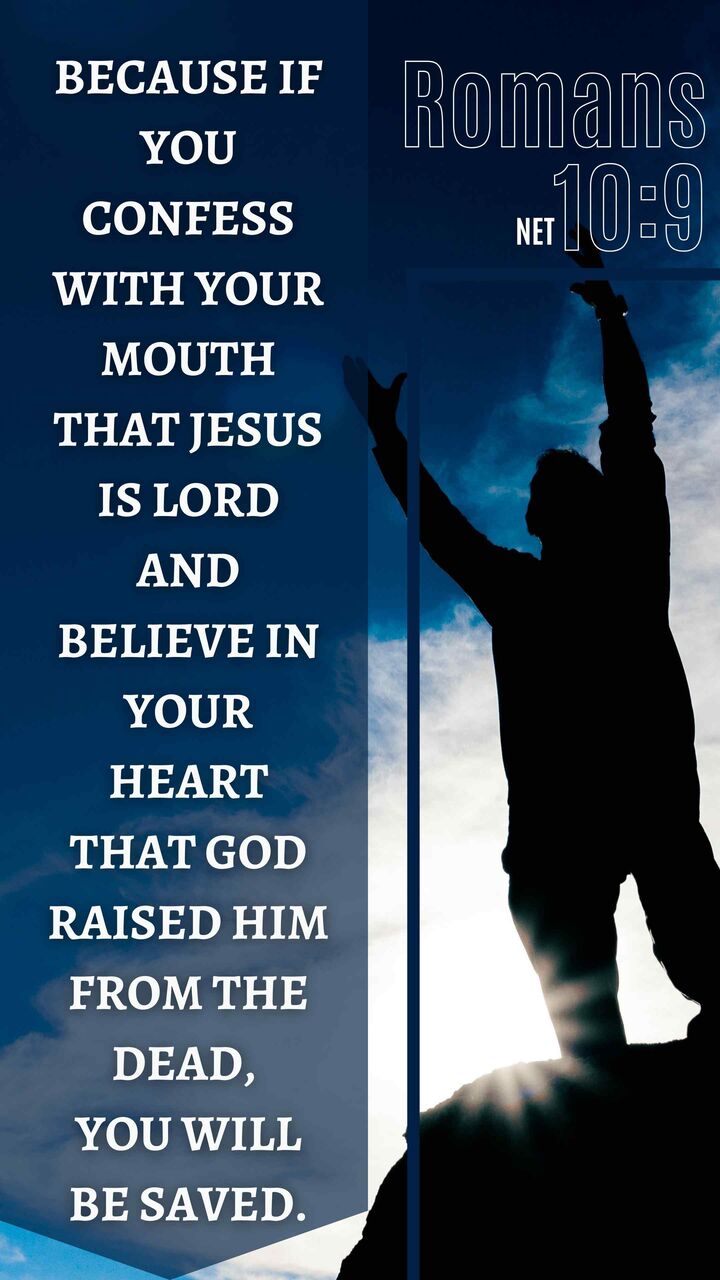 BECAUSE IF
YOU
CONFESS
WITH YOUR
MOUTH
THAT JESUS
IS LORD
AND
BELIEVE IN
YOUR
HEART
THAT GOD
RAISED HIM
FROM THE
DEAD,
YOU WILL
BE SAVED.
Romans
NET 10:9